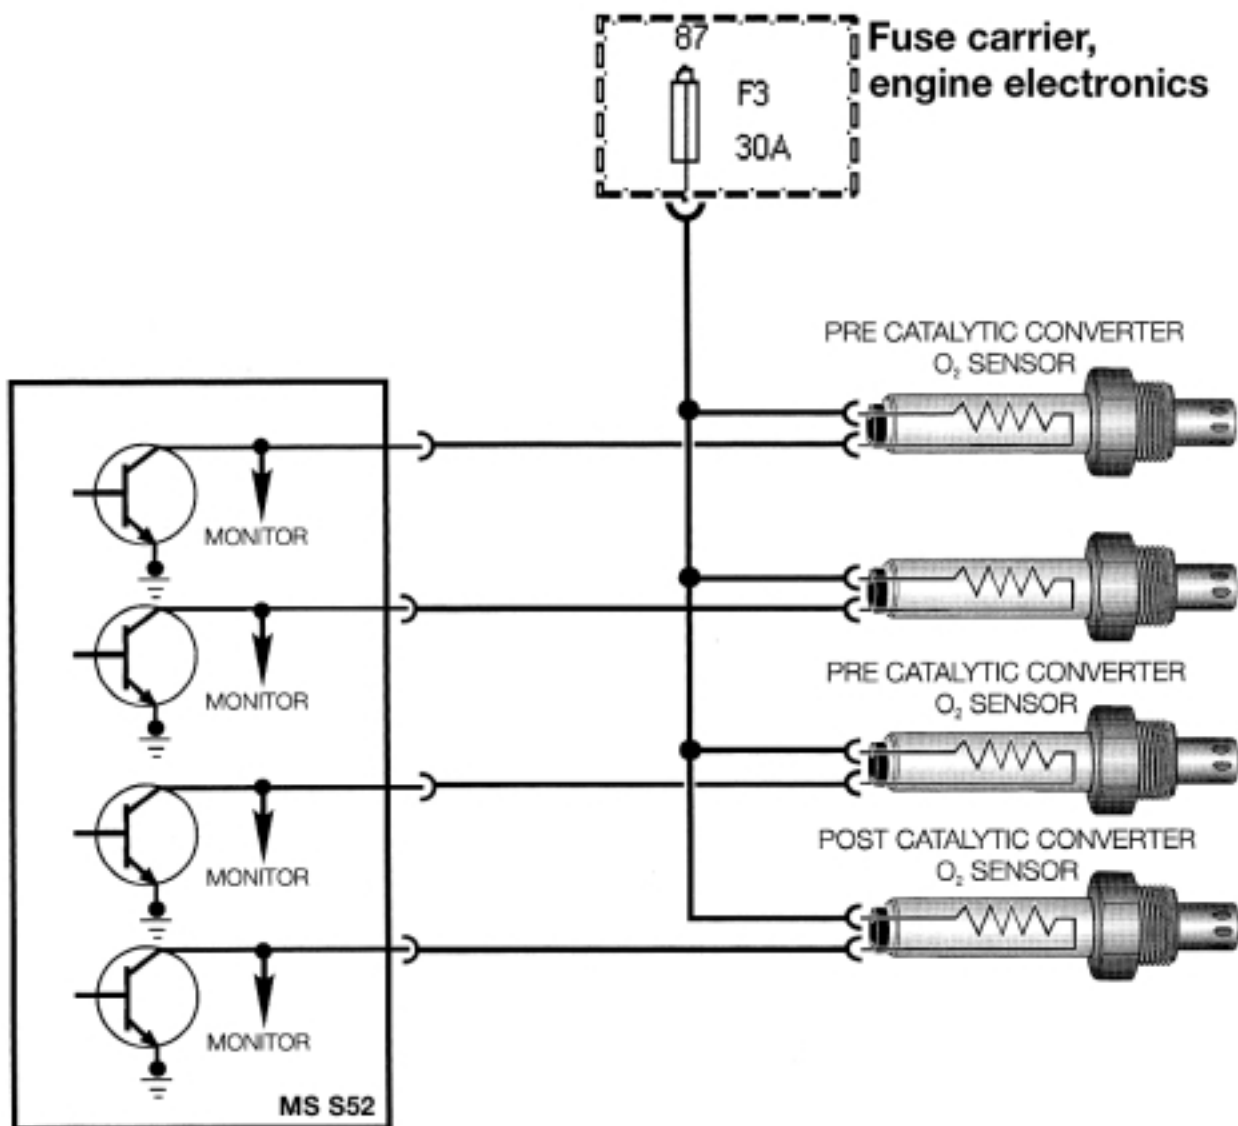 87
F3
30A
Fuse carrier,
engine electronics
PRE CATALYTIC CONVERTER
O₂ SENSOR
MONITOR
MONITOR
PRE CATALYTIC CONVERTER
O₂ SENSOR
POST CATALYTIC CONVERTER
O₂ SENSOR
MONITOR
MONITOR
MS S52